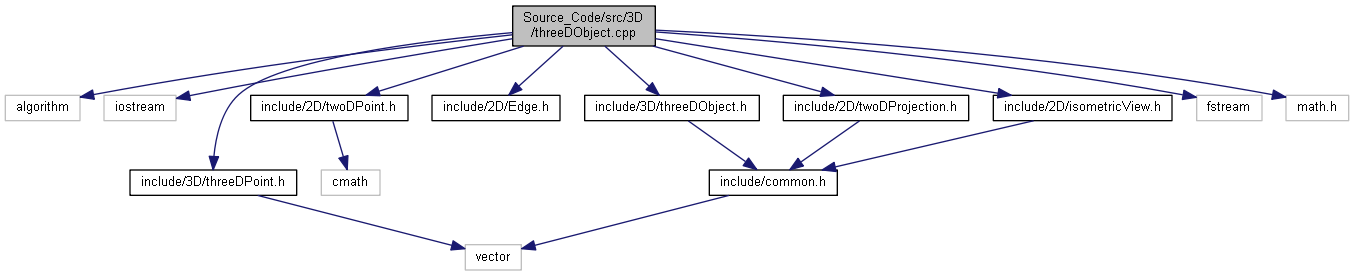 Source_Code/src/3D
/threeDObject.cpp
algorithm
iostream
include/2D/twoDPoint.h
include/2D/Edge.h
include/3D/threeDObject.h
include/2D/twoDProjection.h
include/2D/isometricView.h
fstream
math.h
include/3D/threeDPoint.h
cmath
include/common.h
vector